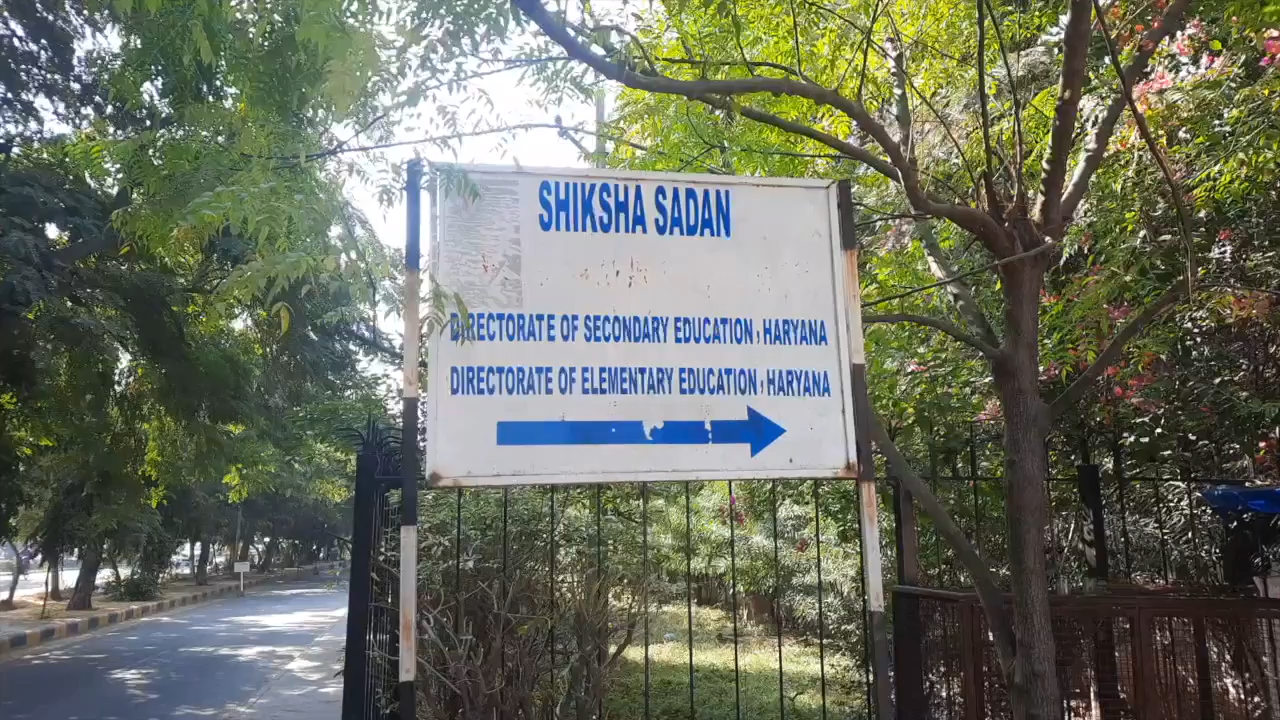 SHIKSHA SADAN
DIRECTORATE OF SECONDARY EDUCATION, HARYANA
DIRECTORATE OF ELEMENTARY EDUCATION, HARYANA